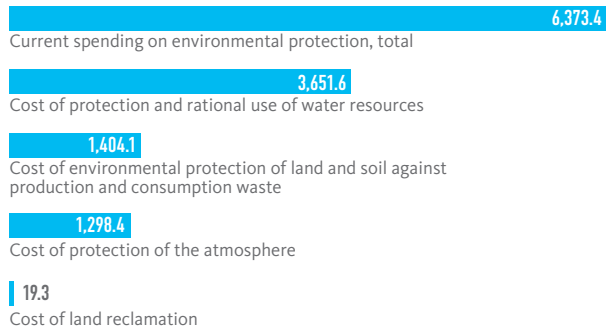 6,373.4
Current spending on environmental protection, total
3,651.6
Cost of protection and rational use of water resources
1,404.1
Cost of environmental protection of land and soil against
production and consumption waste
1,298.4
Cost of protection of the atmosphere
19.3
Cost of land reclamation